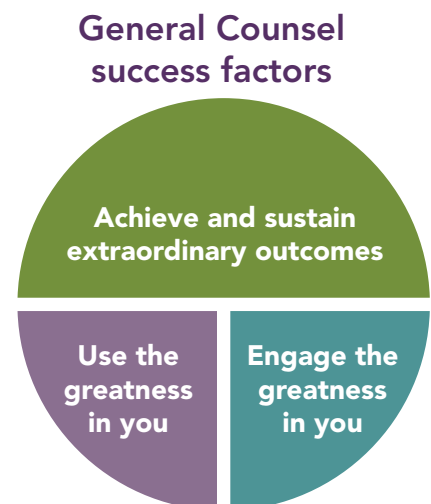 General Counsel
success factors
Achieve and sustain
extraordinary outcomes
Use the
greatness
in you
Engage the
greatness
in you